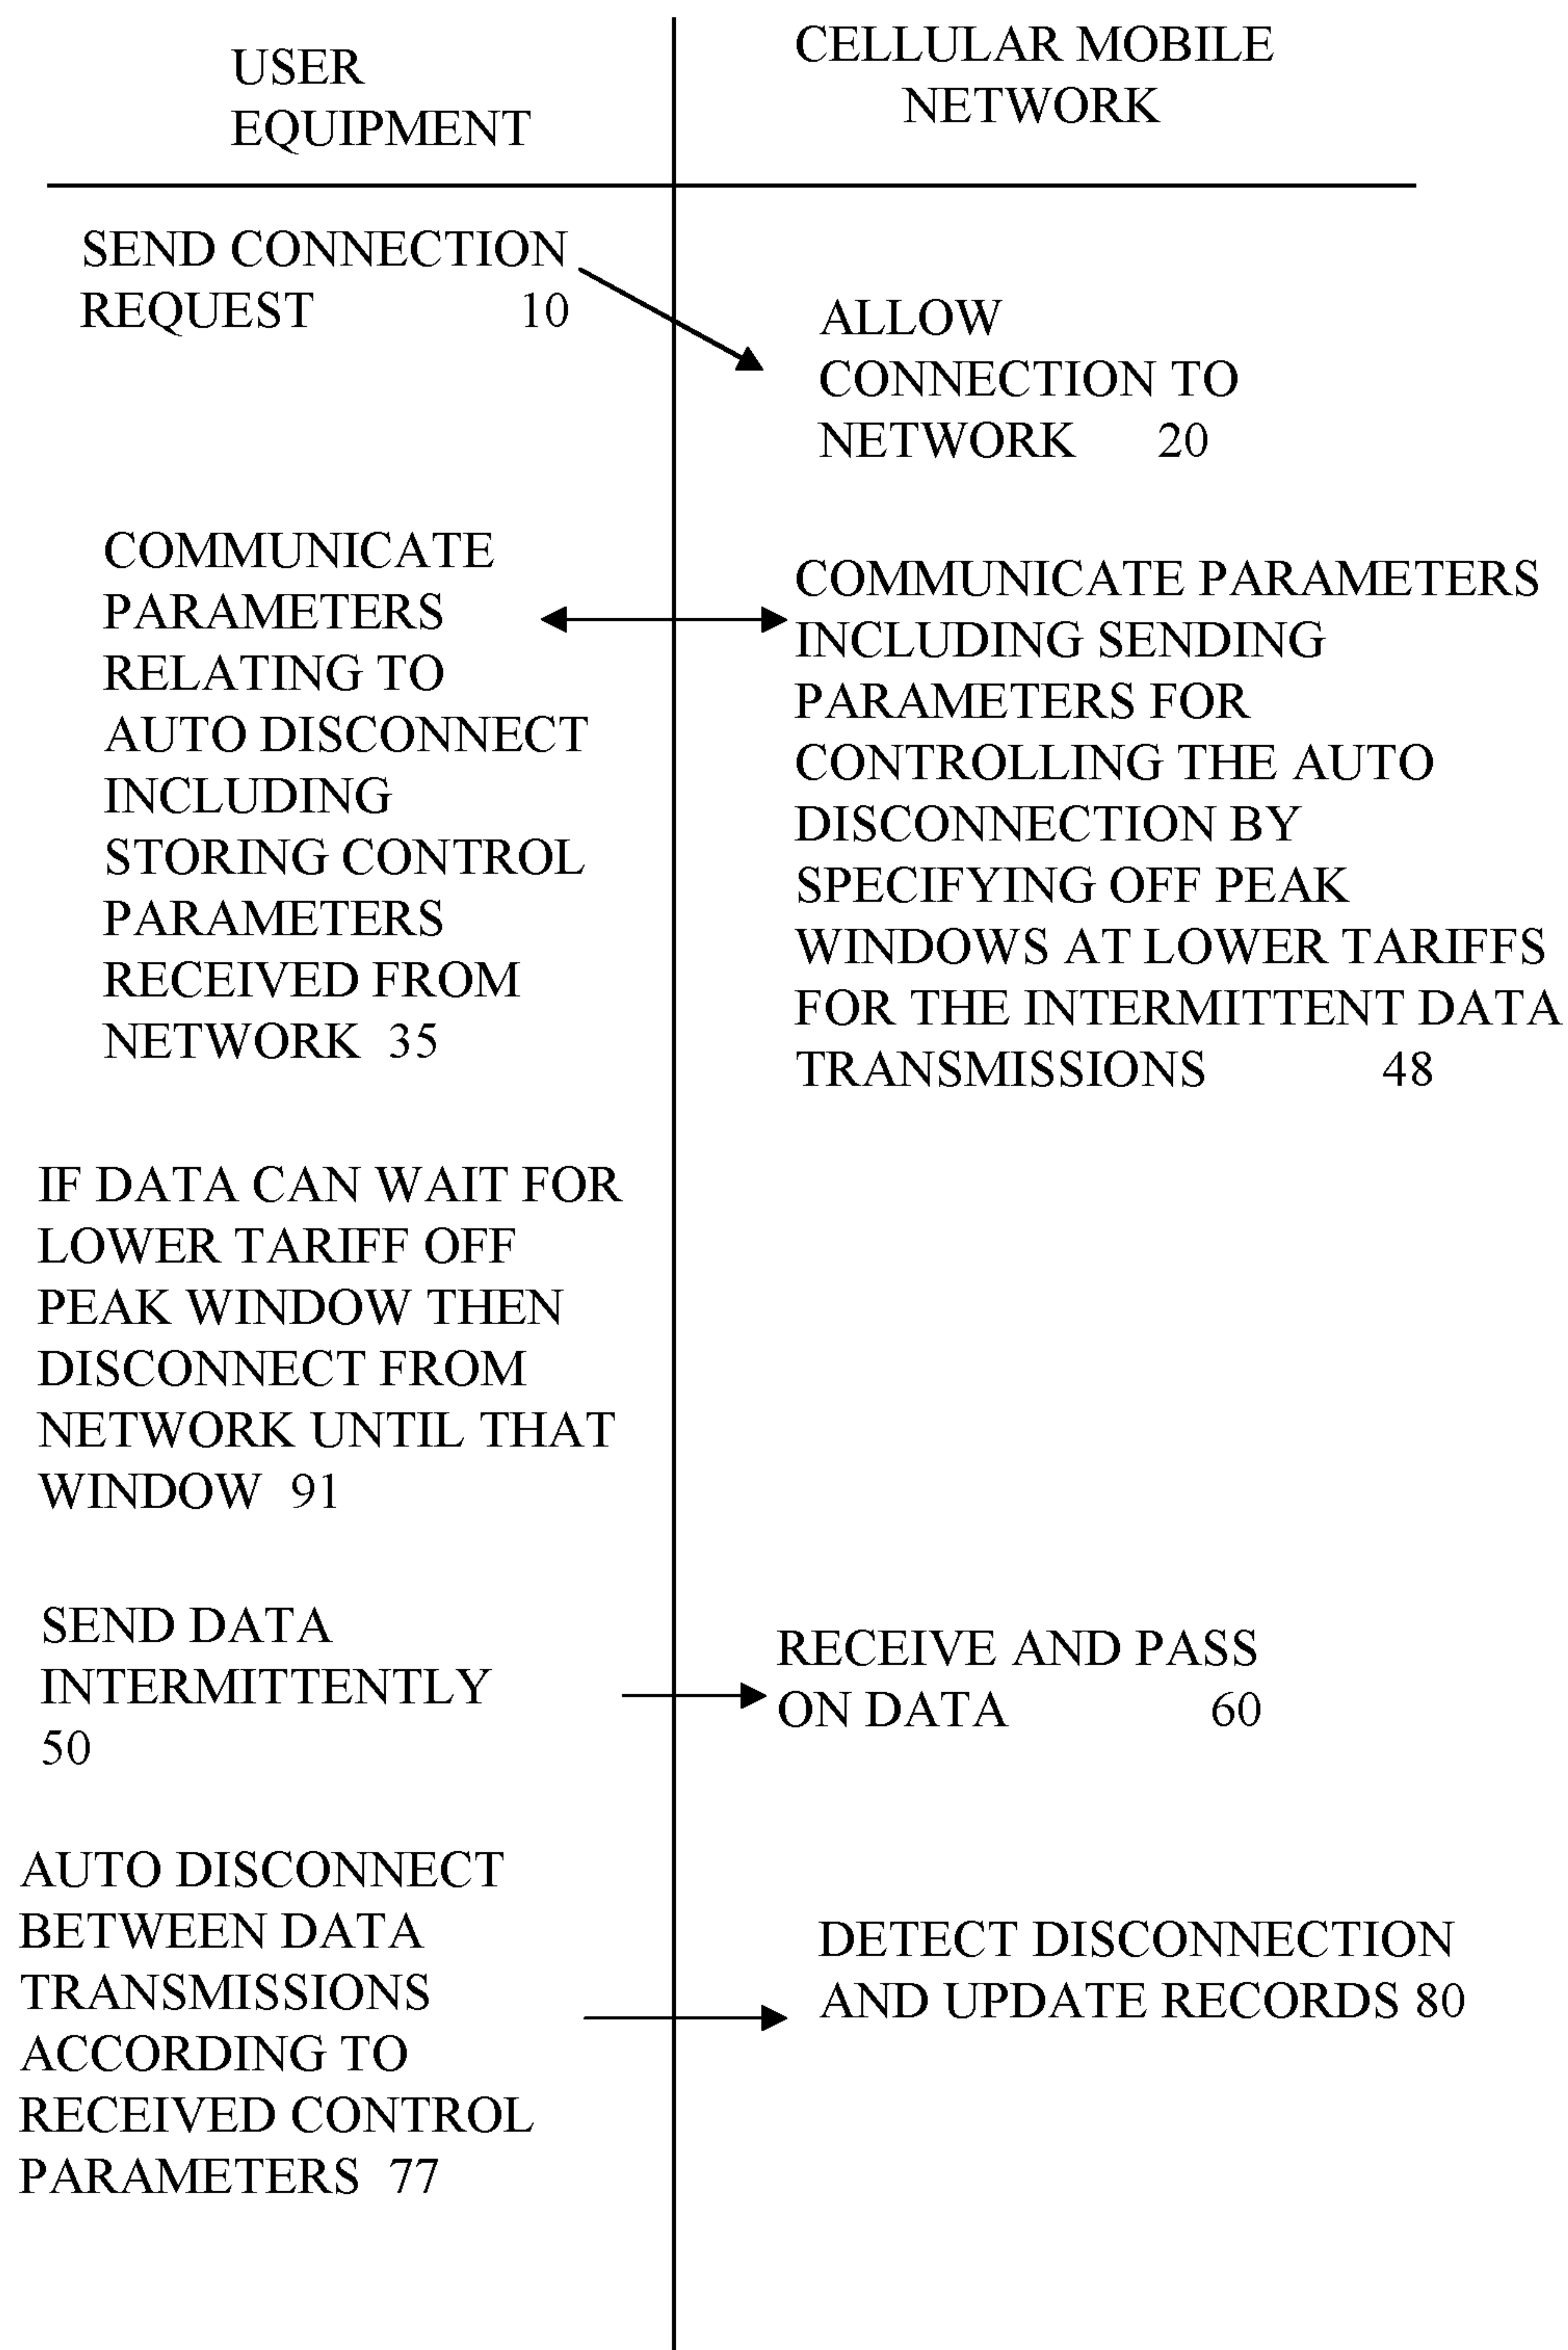 USER
EQUIPMENT
CELLULAR MOBILE
NETWORK
SEND CONNECTION
REQUEST 10
ALLOW
CONNECTION TO
NETWORK 20
COMMUNICATE
PARAMETERS
RELATING TO
AUTO DISCONNECT
INCLUDING
STORING CONTROL
PARAMETERS
RECEIVED FROM
NETWORK 35
COMMUNICATE PARAMETERS
INCLUDING SENDING
PARAMETERS FOR
CONTROLLING THE AUTO
DISCONNECTION BY
SPECIFYING OFF PEAK
WINDOWS AT LOWER TARIFFS
FOR THE INTERMITTENT DATA
TRANSMISSIONS 48
IF DATA CAN WAIT FOR
LOWER TARIFF OFF
PEAK WINDOW THEN
DISCONNECT FROM
NETWORK UNTIL THAT
WINDOW 91
SEND DATA
INTERMITTENTLY
50
RECEIVE AND PASS
ON DATA 60
AUTO DISCONNECT
BETWEEN DATA
TRANSMISSIONS
ACCORDING TO
RECEIVED CONTROL
PARAMETERS 77
DETECT DISCONNECTION
AND UPDATE RECORDS 80